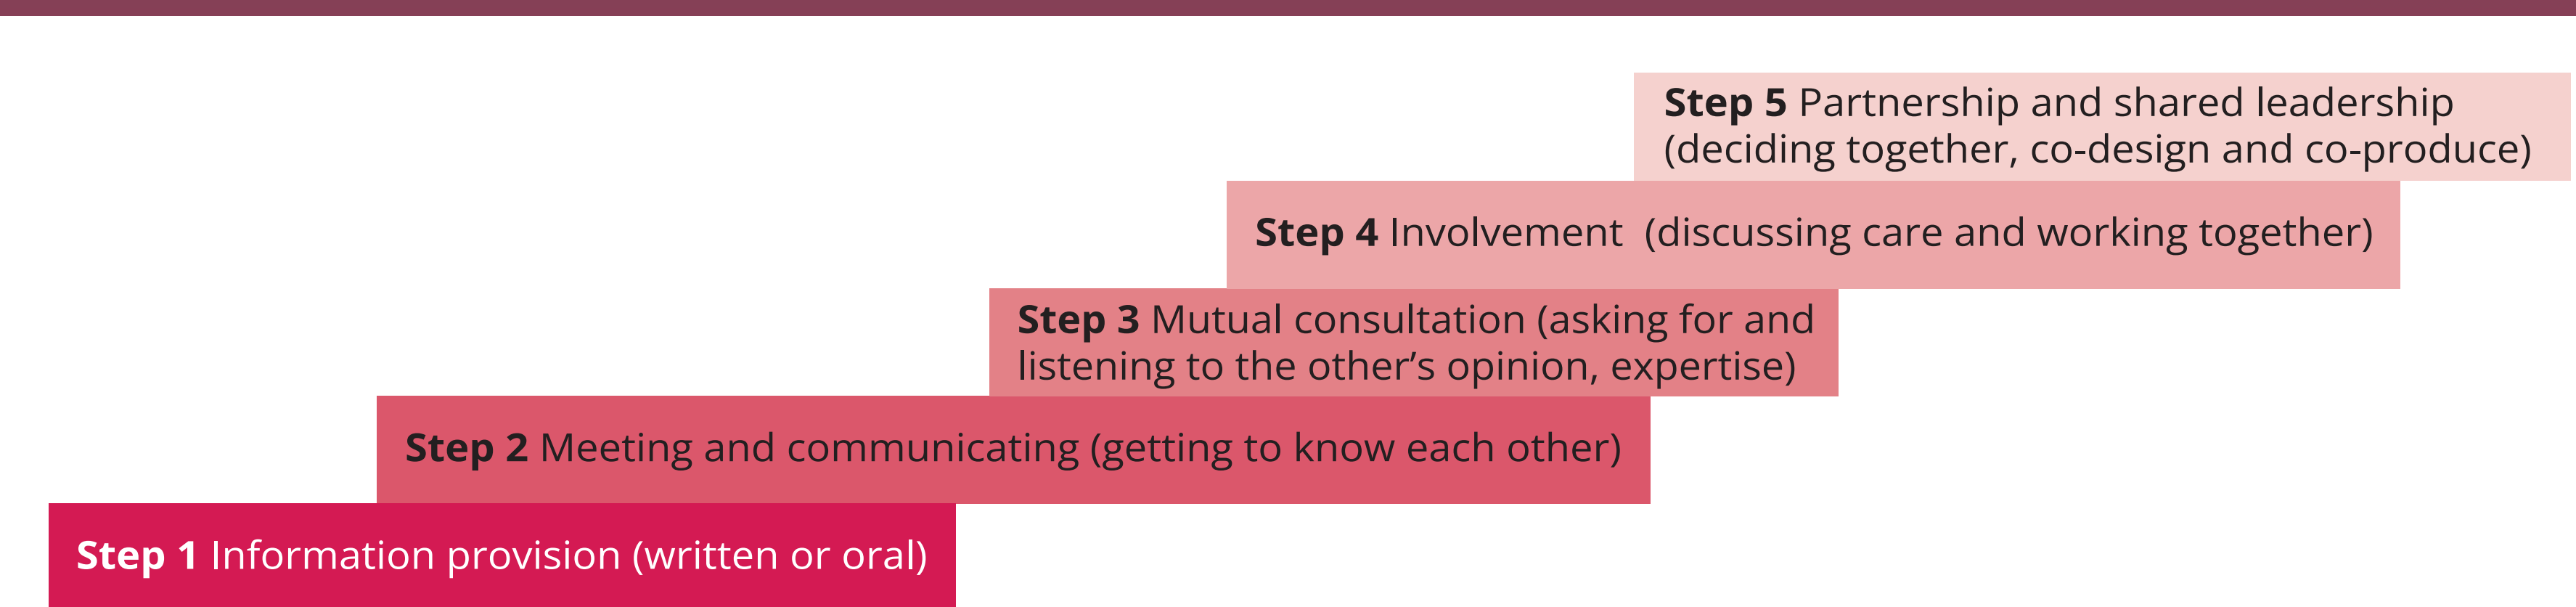 Step 5 Partnership and shared leadership
(deciding together, co-design and co-produce)
Step 4 Involvement  (discussing care and working together)
Step 3 Mutual consultation (asking for and
listening to the other’s opinion, expertise)
Step 2 Meeting and communicating (getting to know each other)
Step 1 Information provision (written or oral)